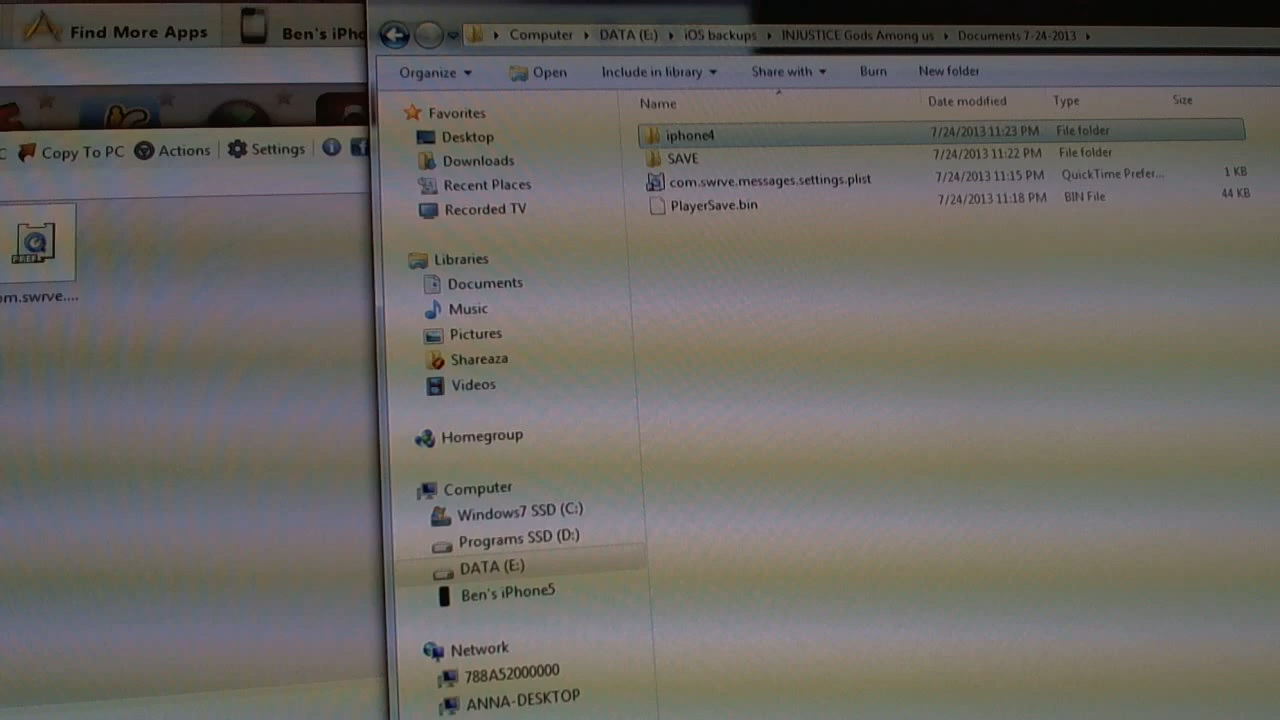 Find More Apps
Ben's iPho
Computer DATA (E:) iOS backups INJUSTICE Gods Among us Documents 7-24-2013
Organize Open Include in library Share with Burn New folder
C Copy To PC Actions Settings
om.swrve....
Favorites
Desktop
Downloads
Recent Places
Recorded TV
Libraries
Documents
Music
Pictures
Shareaza
Videos
Homegroup
Computer
Windows7 SSD (C:)
Programs SSD (D:)
DATA (E:)
Ben's iPhone5
Network
788A52000000
ANNA-DESKTOP
Name Date modified Type Size
iphone4 7/24/2013 11:23 PM File folder
SAVE 7/24/2013 11:22 PM File folder
com.swrve.messages.settings.plist 7/24/2013 11:15 PM QuickTime Prefer... 1 KB
PlayerSave.bin 7/24/2013 11:18 PM BIN File 44 KB